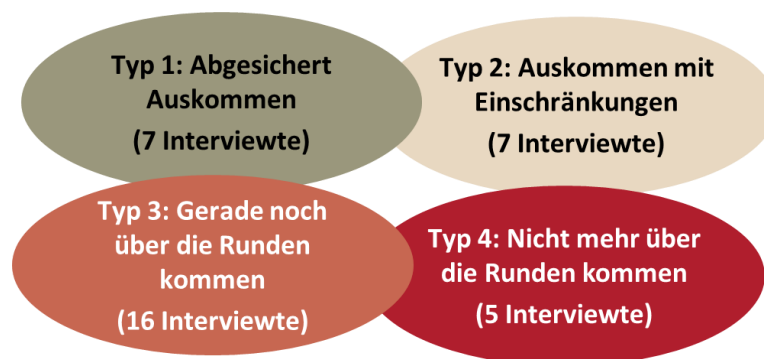 Typ 1: Abgesichert
Auskommen
(7 Interviewte)
Typ 2: Auskommen mit
Einschränkungen
(7 Interviewte)
Typ 3: Gerade noch
über die Runden
kommen
(16 Interviewte)
Typ 4: Nicht mehr über
die Runden kommen
(5 Interviewte)